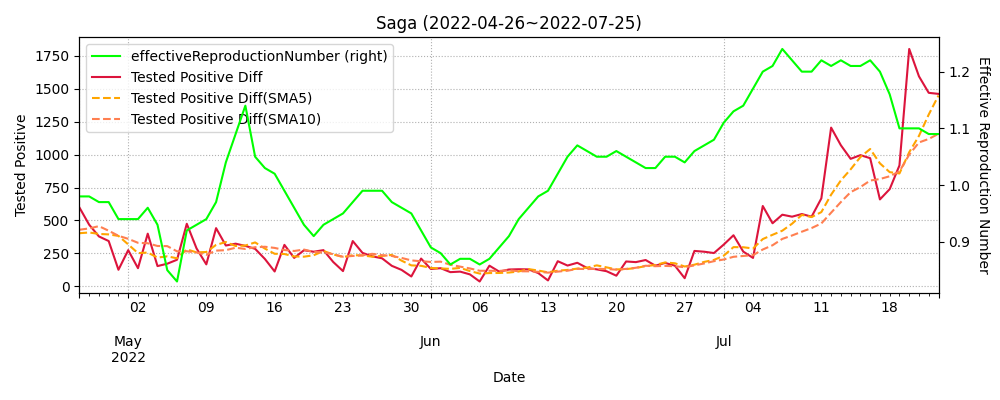 Saga (2022-04-26~2022-07-25)
effectiveReproductionNumber (right)
Tested Positive Diff
Tested Positive Diff(SMA5)
Tested Positive Diff(SMA10)
Tested Positive
1750
1500
1250
1000
750
500
250
0
1.2
1.1
1.0
0.9
Effective Reproduction Number
02 09 16 23 30 06 13 20 27 04 11 18
May Jun Jul
2022
Date